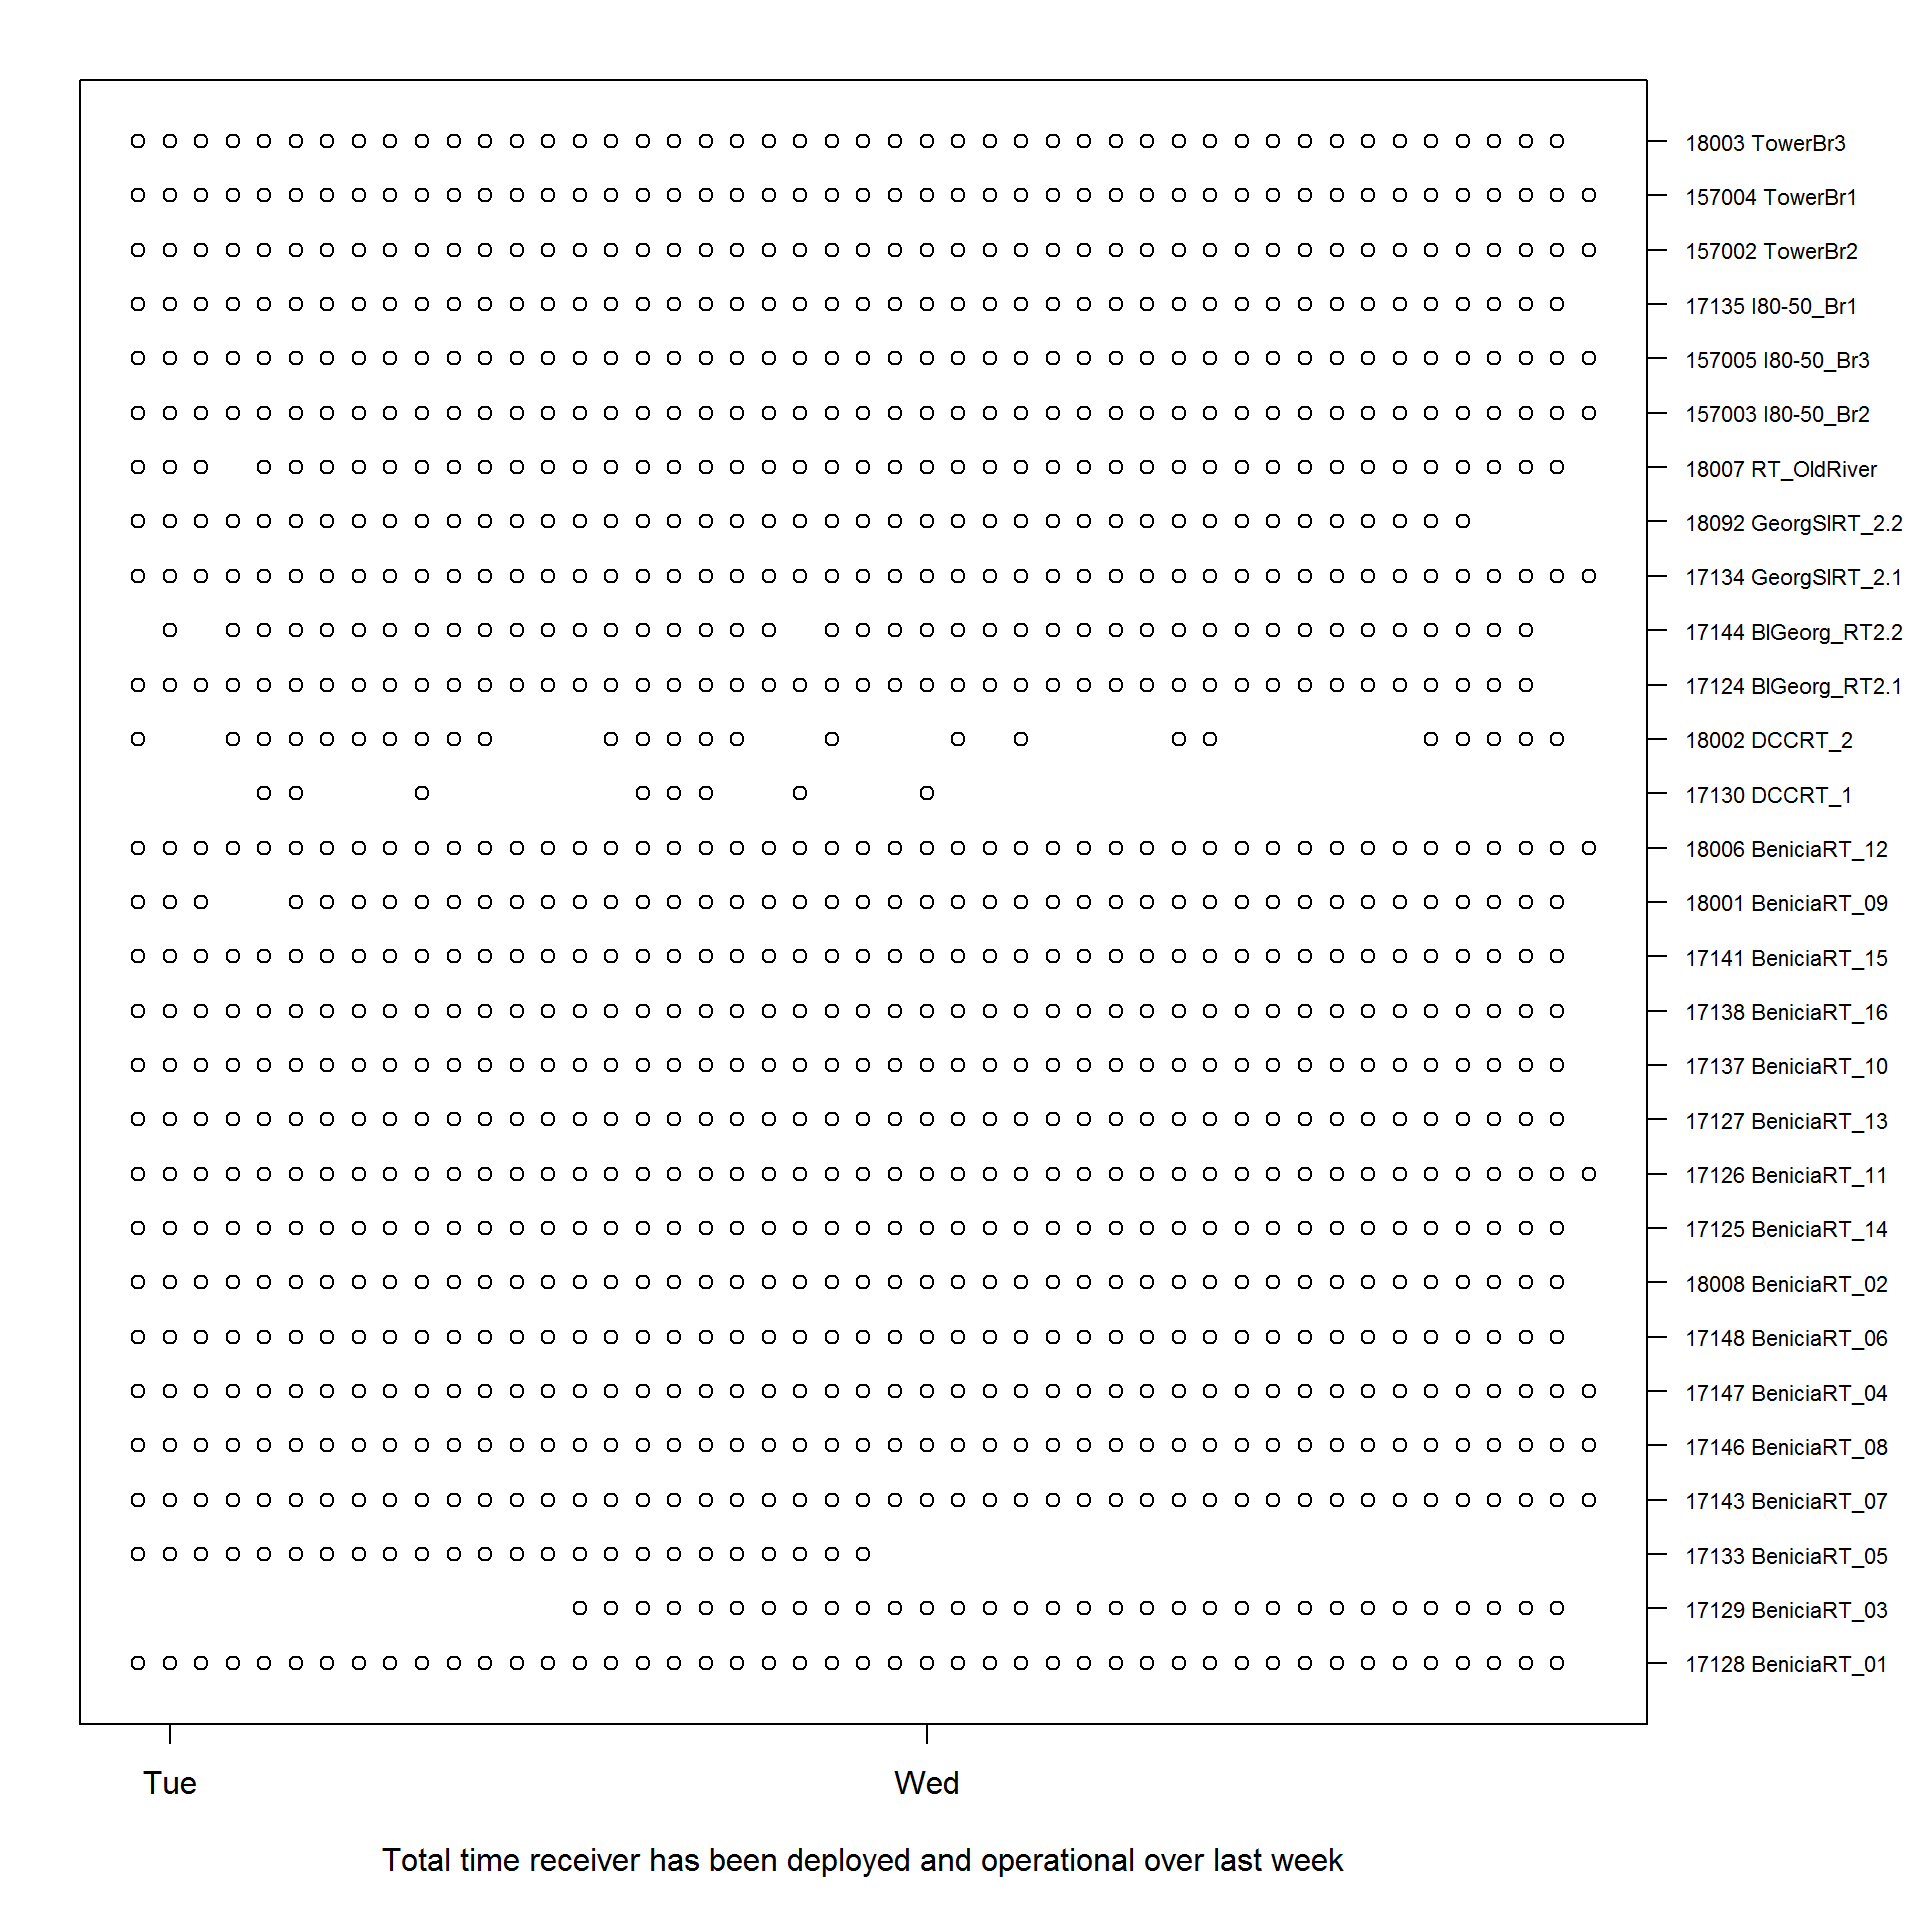 18003 TowerBr3
157004 TowerBr1
157002 TowerBr2
17135 I80-50_Br1
157005 I80-50_Br3
157003 I80-50_Br2
18007 RT_OldRiver
18092 GeorgSlRT_2.2
17134 GeorgSlRT_2.1
17144 BlGeorg_RT2.2
17124 BlGeorg_RT2.1
18002 DCCRT_2
17130 DCCRT_1
18006 BeniciaRT_12
18001 BeniciaRT_09
17141 BeniciaRT_15
17138 BeniciaRT_16
17137 BeniciaRT_10
17127 BeniciaRT_13
17126 BeniciaRT_11
17125 BeniciaRT_14
18008 BeniciaRT_02
17148 BeniciaRT_06
17147 BeniciaRT_04
17146 BeniciaRT_08
17143 BeniciaRT_07
17133 BeniciaRT_05
17129 BeniciaRT_03
17128 BeniciaRT_01
Tue Wed
Total time receiver has been deployed and operational over last week